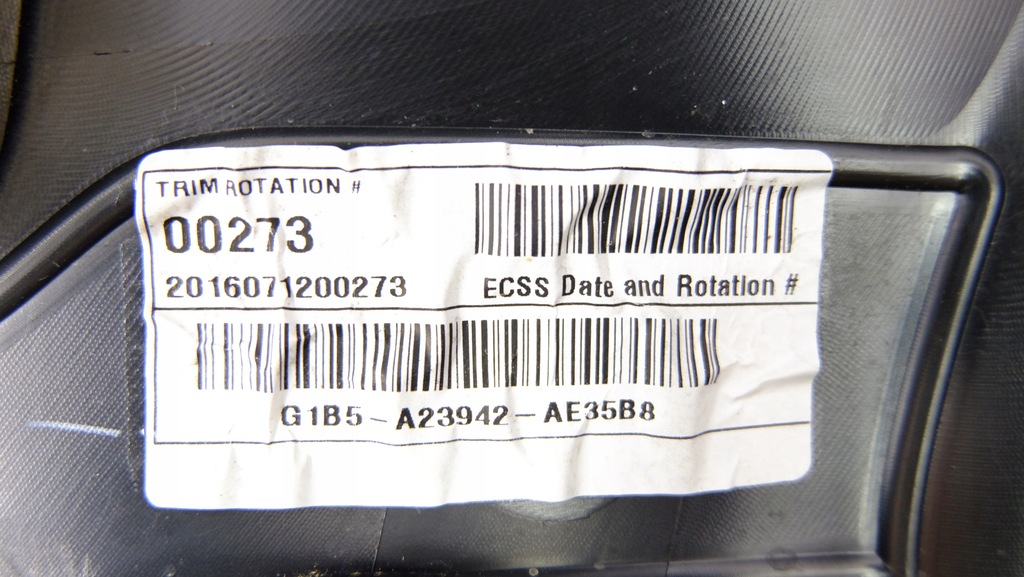 TRIM ROTATION #
00273
2016071200273
ECSS Date and Rotation #
G1B5-A23942-AE35B8